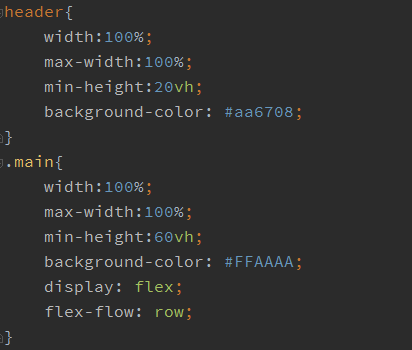 header{
    width:100%;
    max-width:100%;
    min-height:20vh;
    background-color: #aa6708;
}
.main{
    width:100%;
    max-width:100%;
    min-height:60vh;
    background-color: #FFAAAA;
    display: flex;
    flex-flow: row;
}